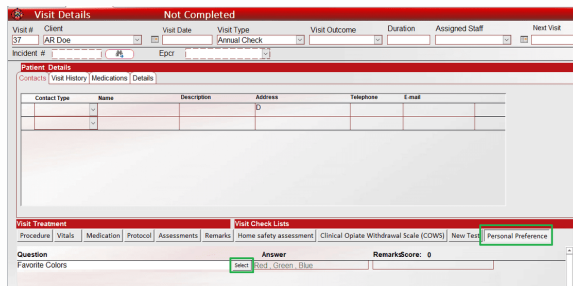 Visit Details Not Completed
Visit # Client Visit Date Visit Type Visit Outcome Duration Assigned Staff Next Visit
37 AR Doe Annual Check
Incident # Epcr
Patient Details
Contacts Visit History Medications Details
Contact Type Name Description Address Telephone E-mail
D
Visit Treatment Visit Check Lists
Procedure Vitals Medication Protocol Assessments Remarks Home safety assessment Clinical Opiate Withdrawal Scale (COWS) New Test Personal Preference
Question Answer Remarks Score: 0
Favorite Colors Select Red , Green , Blue